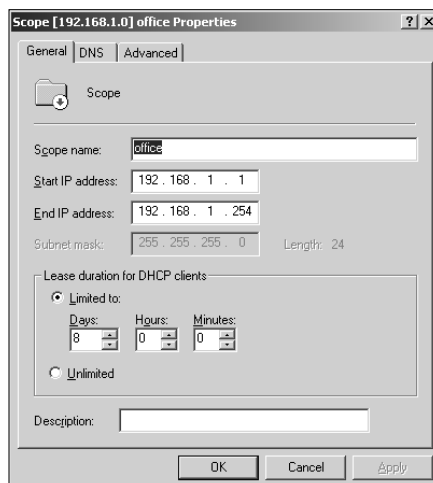 Scope [192.168.1.0] office Properties
General DNS Advanced
Scope
Scope name: office
Start IP address: 192 . 168 . 1 . 1
End IP address: 192 . 168 . 1 . 254
Subnet mask: 255 . 255 . 255 . 0 Length: 24
Lease duration for DHCP clients
Limited to:
Days: Hours: Minutes:
8 0 0
Unlimited
Description:
OK Cancel Apply